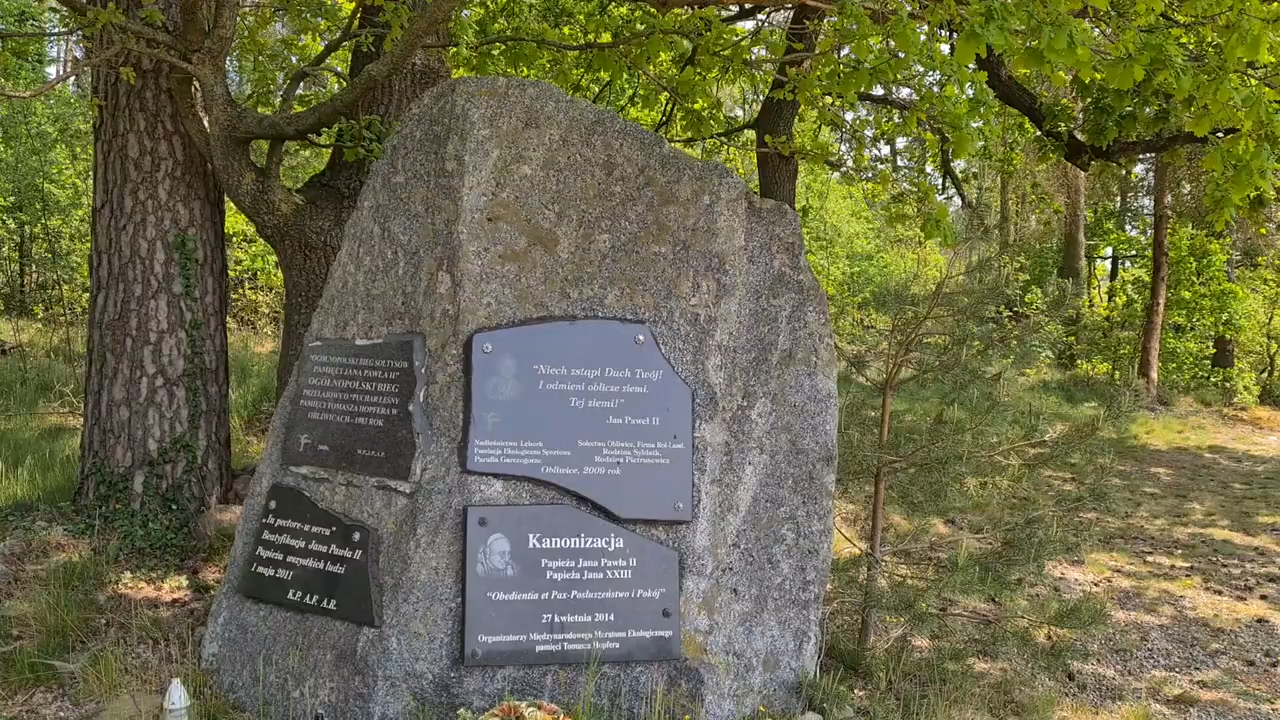 "OGÓLNOPOLSKI BIEG SOŁTYSÓW
PAMIĘCI JANA PAWŁA II"
OGÓLNOPOLSKI BIEG
PRZEŁAJOWY O "PUCHAR LEŚNY
PAMIĘCI TOMASZA HOPFERA W
OBLIWICACH - 1983 ROK
W.P.,I.P.,A.F.
"Niech zstąpi Duch Twój!
I odmieni oblicze ziemi.
Tej ziemi!"
Jan Paweł II
Nadleśnictwo Lębork
Fundacja Ekologiczno Sportowa
Parafia Garczegorze
Sołectwo Obliwice, Firma Rol-Land,
Rodzina Syldatk,
Rodzina Pietrusewicz
Obliwice, 2009 rok
„In pectore-w sercu"
Beatyfikacja Jana Pawła II
Papieża wszystkich ludzi
1 maja 2011
K.P. A.F. A.R.
Kanonizacja
Papieża Jana Pawła II
Papieża Jana XXIII
"Obedientia et Pax-Posłuszeństwo i Pokój"
27 kwietnia 2014
Organizatorzy Międzynarodowego Maratonu Ekologicznego
pamięci Tomasza Hopfera